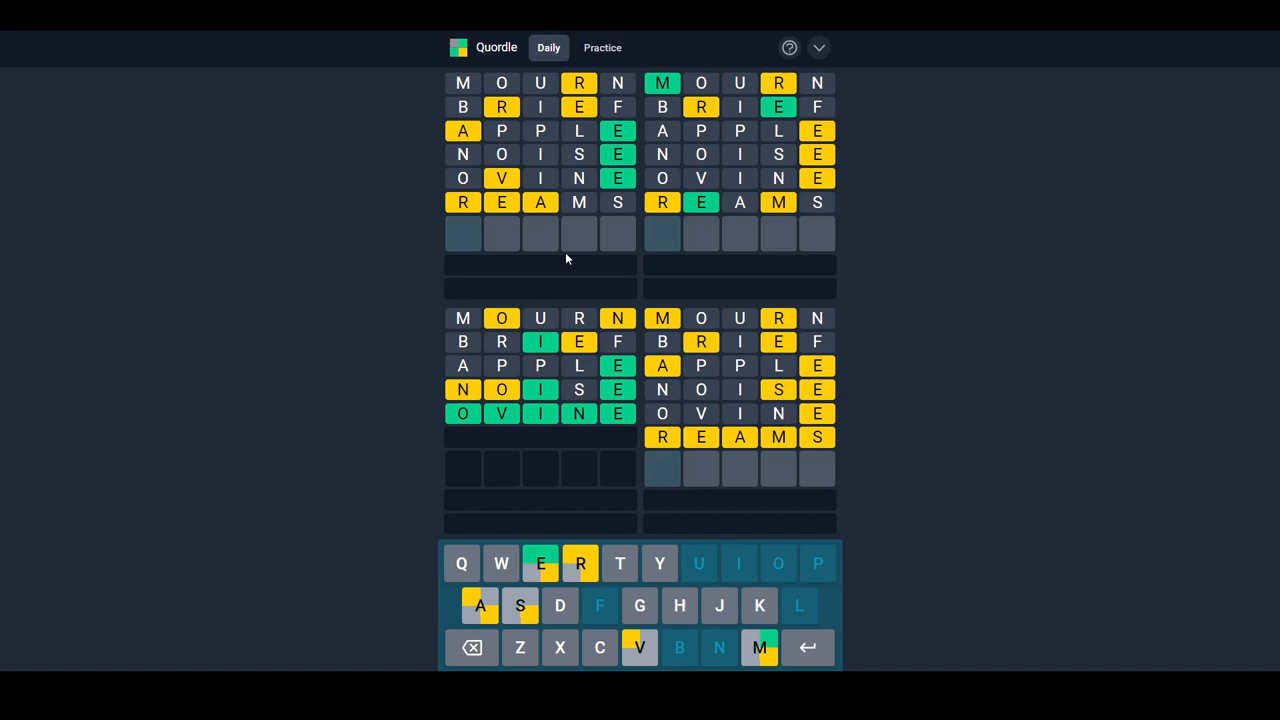 Quordle Daily Practice
M O U R N M O U R N
B R I E F B R I E F
A P P L E A P P L E
N O I S E N O I S E
O V I N E O V I N E
R E A M S R E A M S
M O U R N M O U R N
B R I E F B R I E F
A P P L E A P P L E
N O I S E N O I S E
O V I N E O V I N E
R E A M S
Q W E R T Y U I O P
A S D F G H J K L
Z X C V B N M